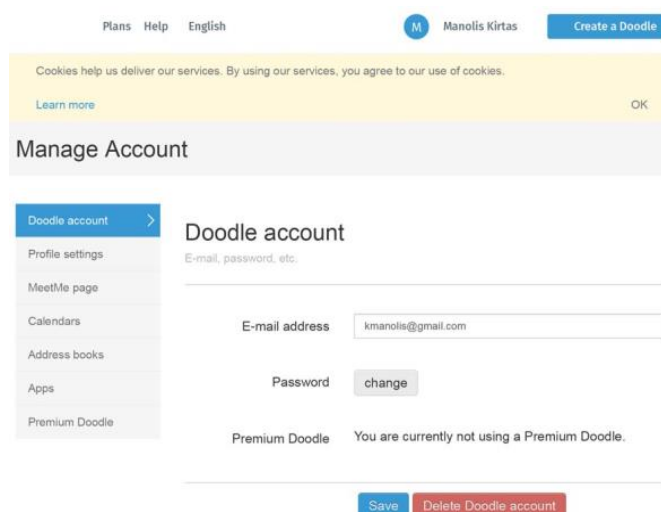 Plans Help English M Manolis Kirtas Create a Doodle
Cookies help us deliver our services. By using our services, you agree to our use of cookies.
Learn more OK
Manage Account
Doodle account
Profile settings
MeetMe page
Calendars
Address books
Apps
Premium Doodle
Doodle account
E-mail, password, etc.
E-mail address kmanolis@gmail.com
Password change
Premium Doodle You are currently not using a Premium Doodle.
Save Delete Doodle account